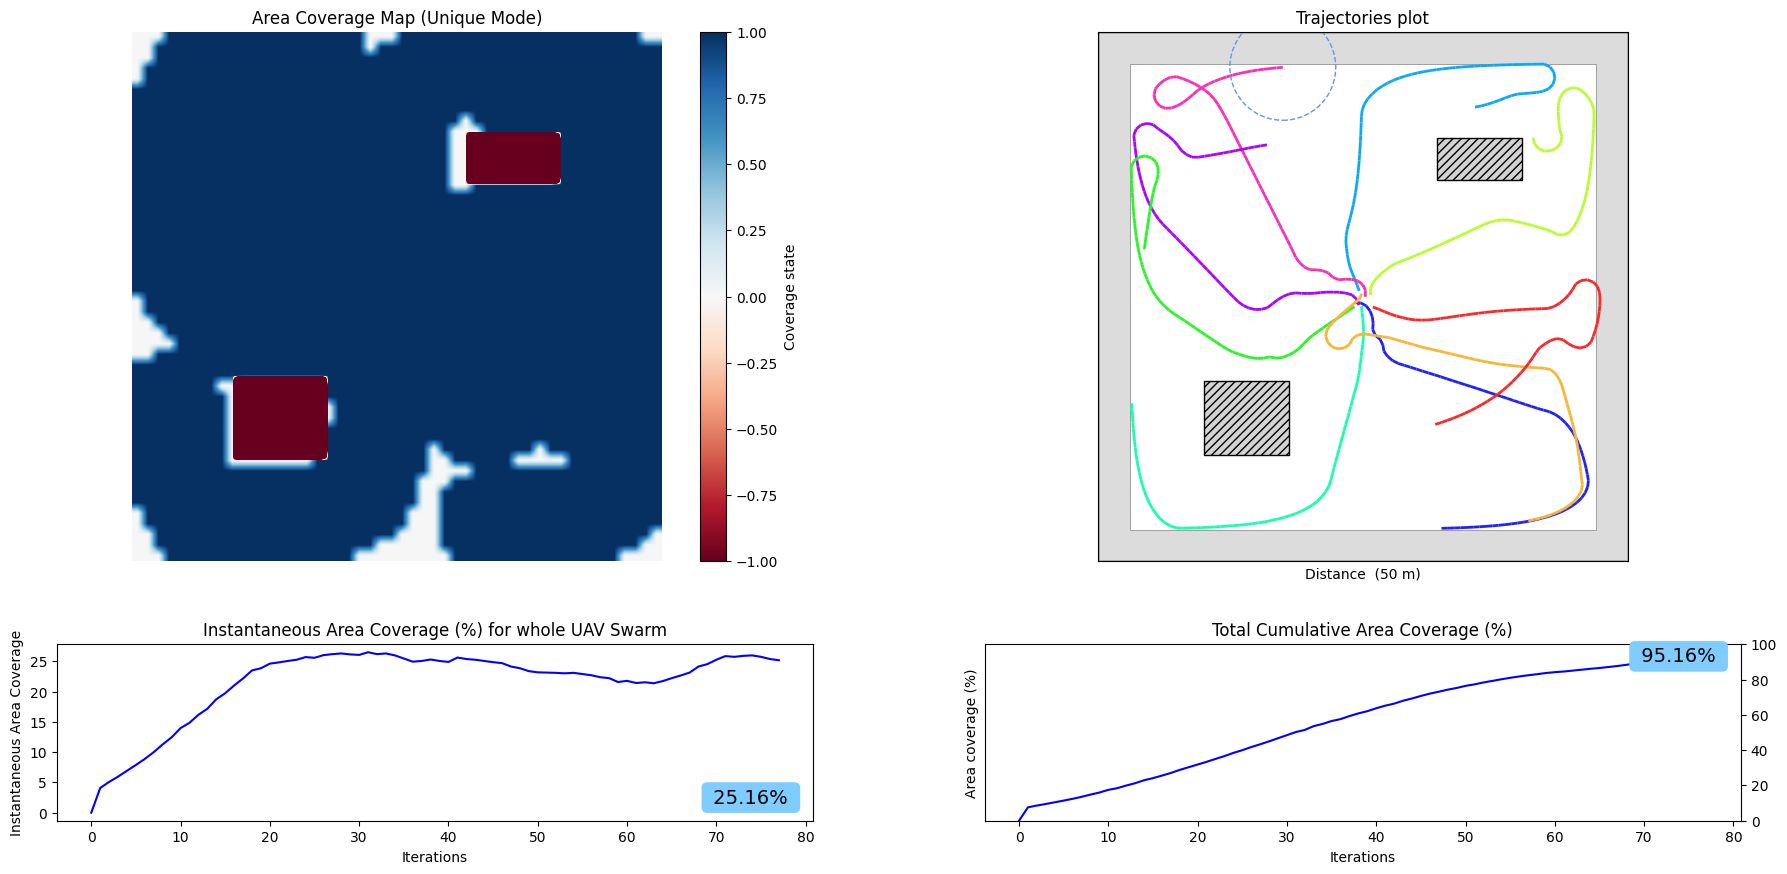 Area Coverage Map (Unique Mode)
1.00
0.75
0.50
0.25
0.00
−0.25
−0.50
−0.75
−1.00
Coverage state
Trajectories plot
Distance  (50 m)
Instantaneous Area Coverage (%) for whole UAV Swarm
Instantaneous Area Coverage
25
20
15
10
5
0
25.16%
0 10 20 30 40 50 60 70 80
Iterations
Total Cumulative Area Coverage (%)
Area coverage (%)
95.16%
100
80
60
40
20
0
0 10 20 30 40 50 60 70 80
Iterations